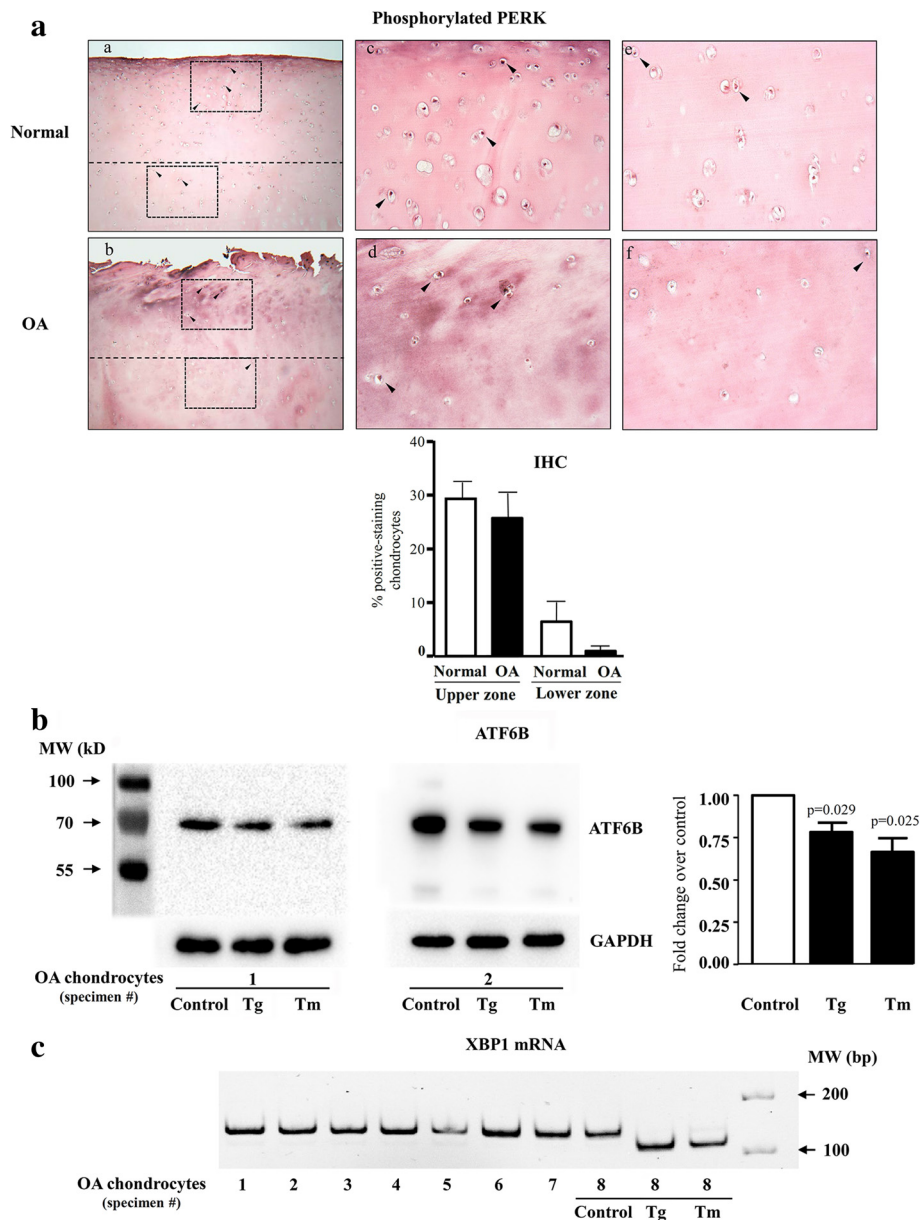 Phosphorylated PERK
a
a
c
e
Normal
b
d
f
OA
IHC
% positive-staining
chondrocytes
40
30
20
10
0
Normal OA Normal OA
Upper zone Lower zone
b
ATF6B
MW (kD
100
70
55
ATF6B
GAPDH
OA chondrocytes
(specimen #)
1
Control Tg Tm
2
Control Tg Tm
Fold change over control
1.00
0.75
0.50
0.25
0.00
p=0.029
p=0.025
Control Tg Tm
c
XBP1 mRNA
MW (bp)
200
100
OA chondrocytes
(specimen #)
1 2 3 4 5 6 7 8 8 8
Control Tg Tm